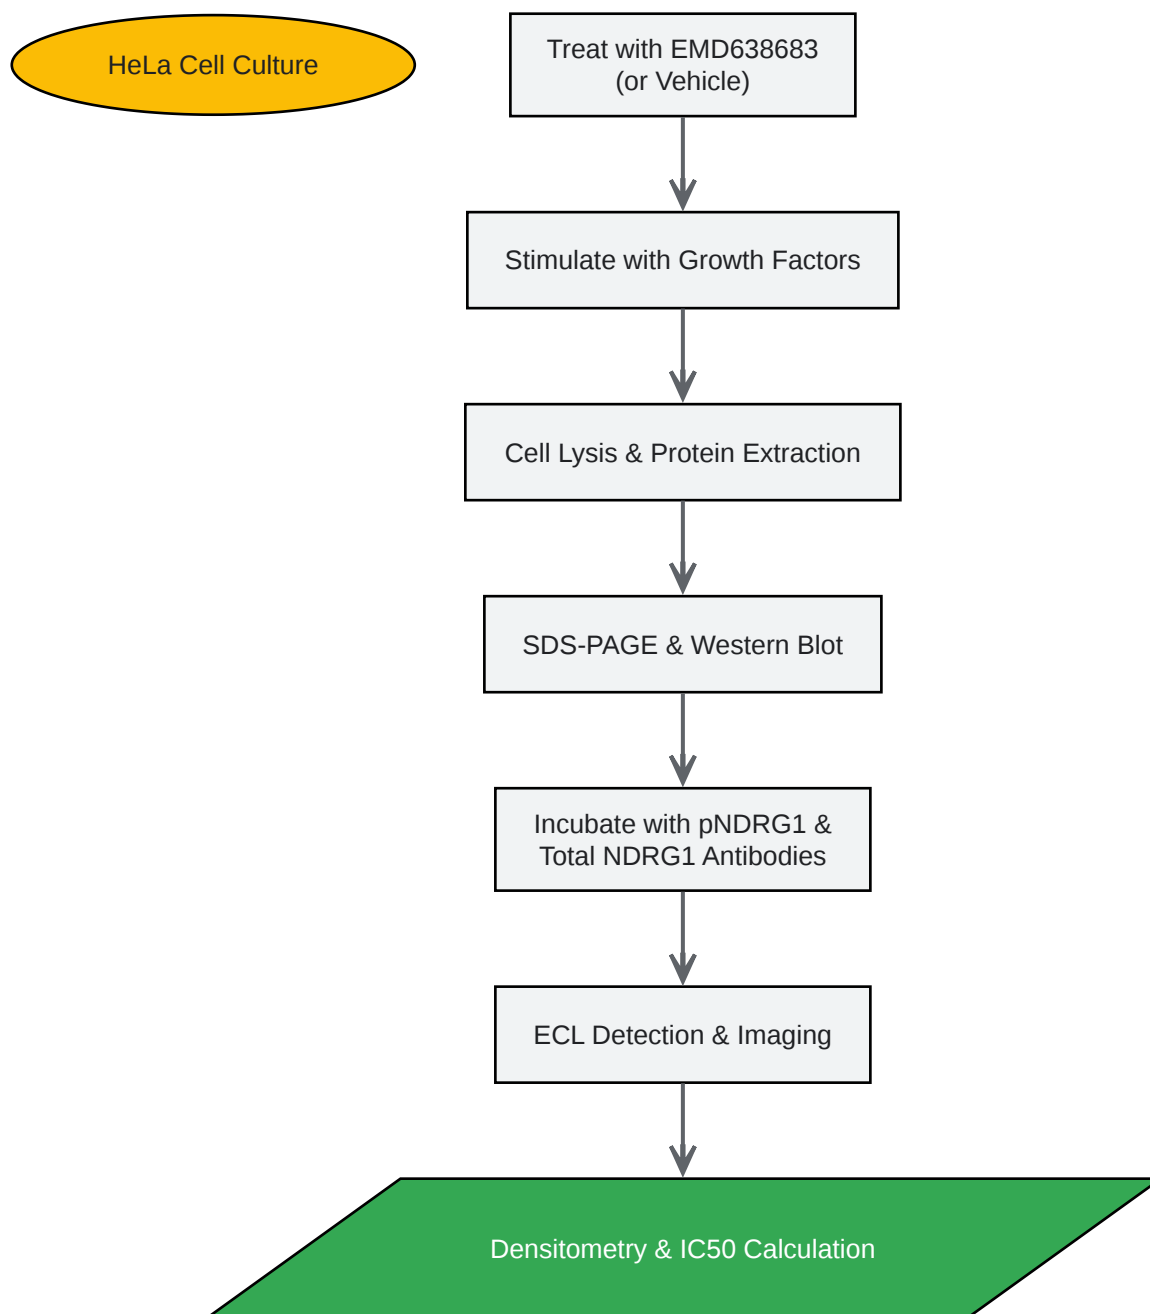 HeLa Cell Culture
Treat with EMD638683
(or Vehicle)
Stimulate with Growth Factors
Cell Lysis & Protein Extraction
SDS-PAGE & Western Blot
Incubate with pNDRG1 &
Total NDRG1 Antibodies
ECL Detection & Imaging
Densitometry & IC50 Calculation